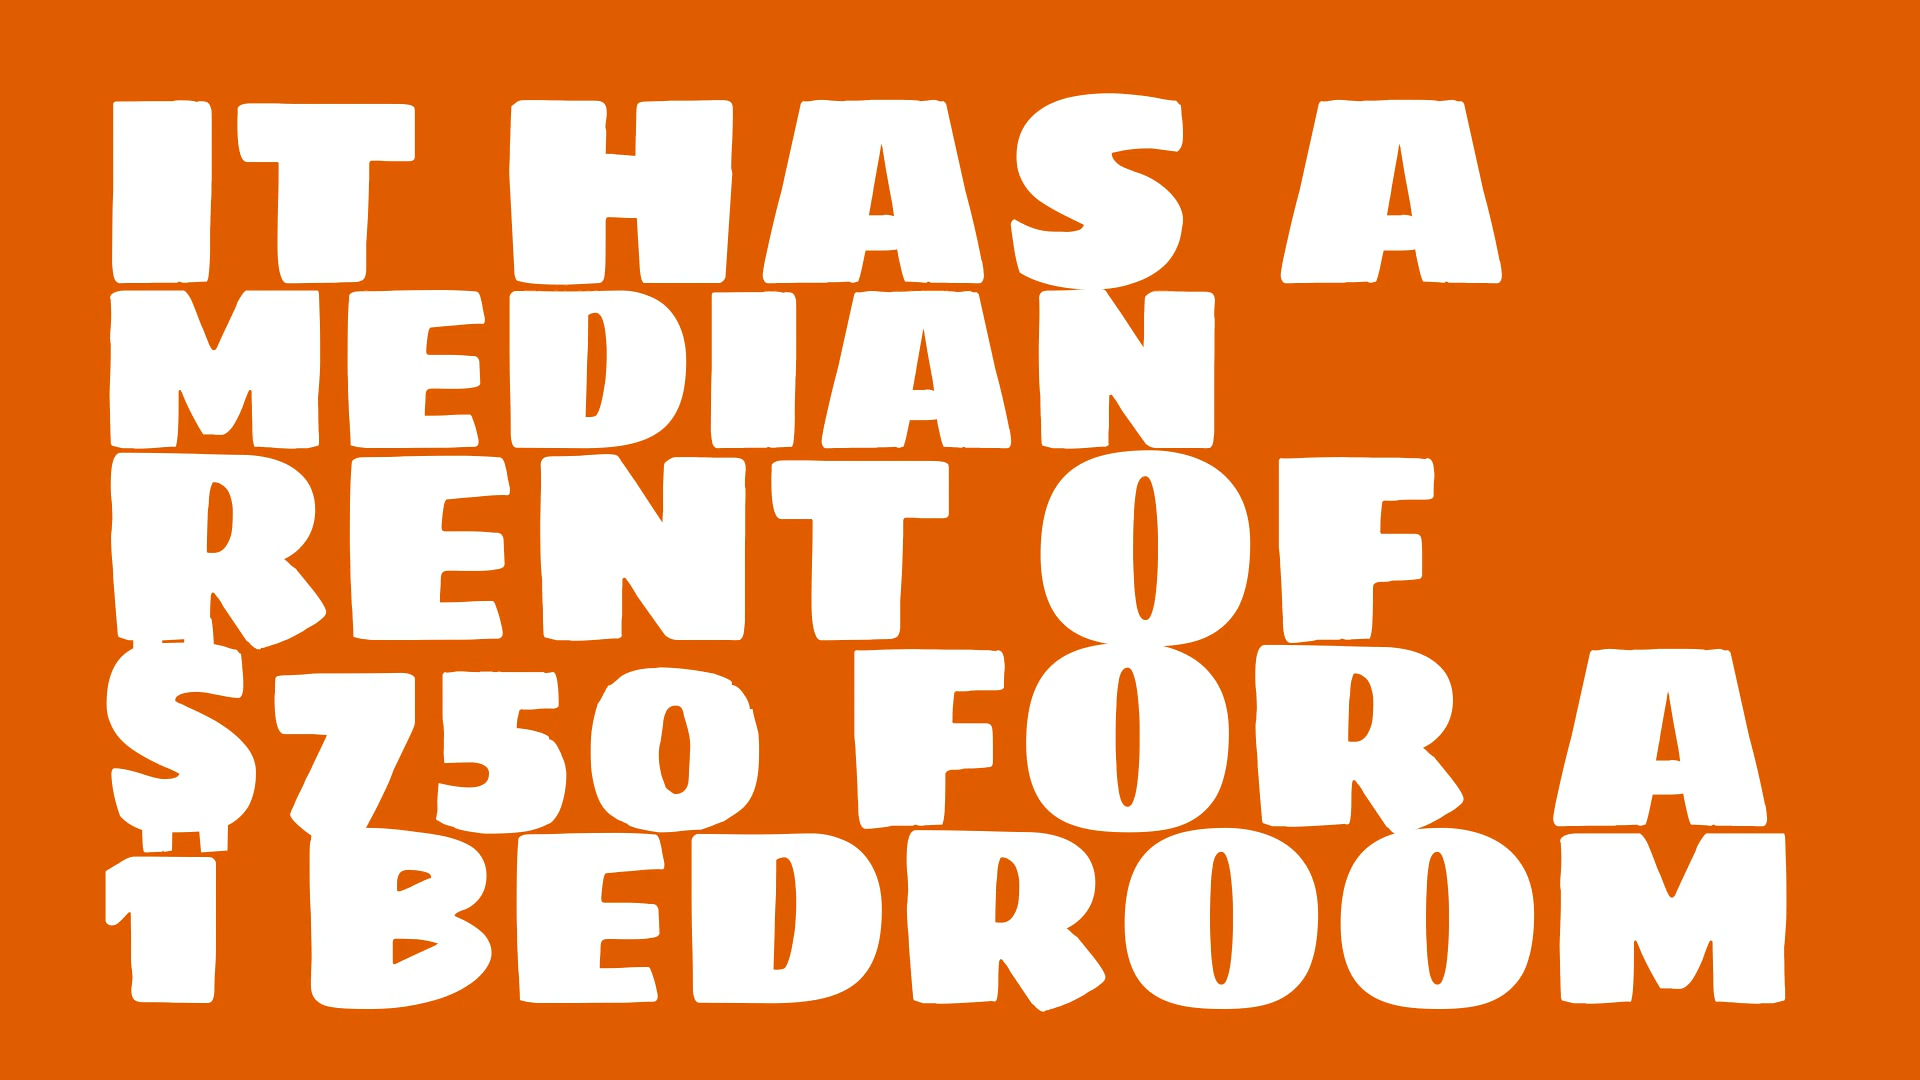 IT HAS A
MEDIAN
RENT OF
$750 FOR A
1 BEDROOM